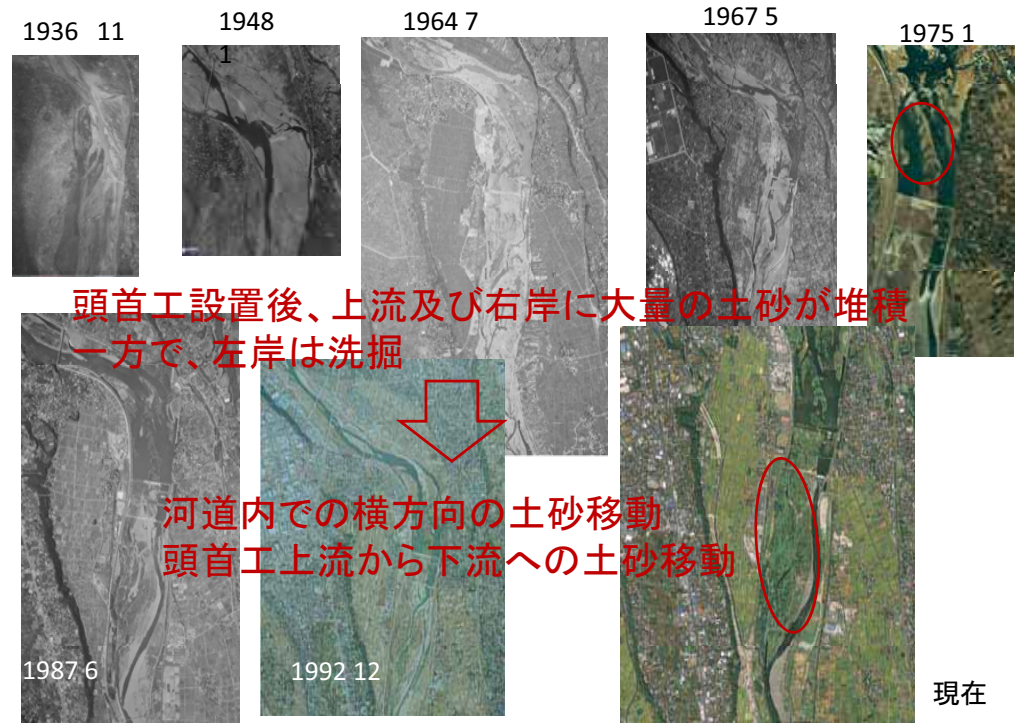 1936 11
1948
1
1964 7
1967 5
1975 1
頭首工設置後、上流及び右岸に大量の土砂が堆積
一方で、左岸は洗掘
河道内での横方向の土砂移動
頭首工上流から下流への土砂移動
1987 6
1992 12
現在